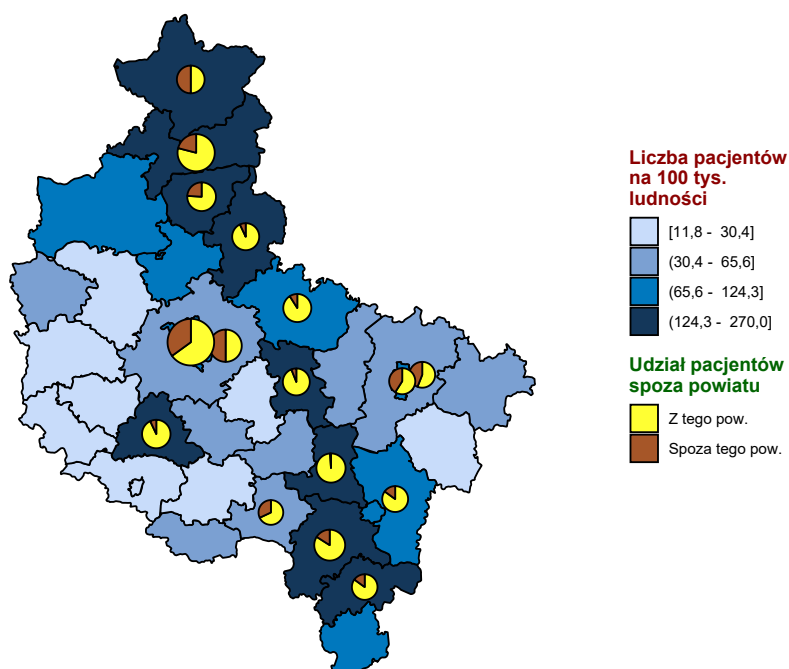 Liczba pacjentów
na 100 tys.
ludności
[11,8 - 30,4]
(30,4 - 65,6]
(65,6 - 124,3]
(124,3 - 270,0]
Udział pacjentów
spoza powiatu
Z tego pow.
Spoza tego pow.